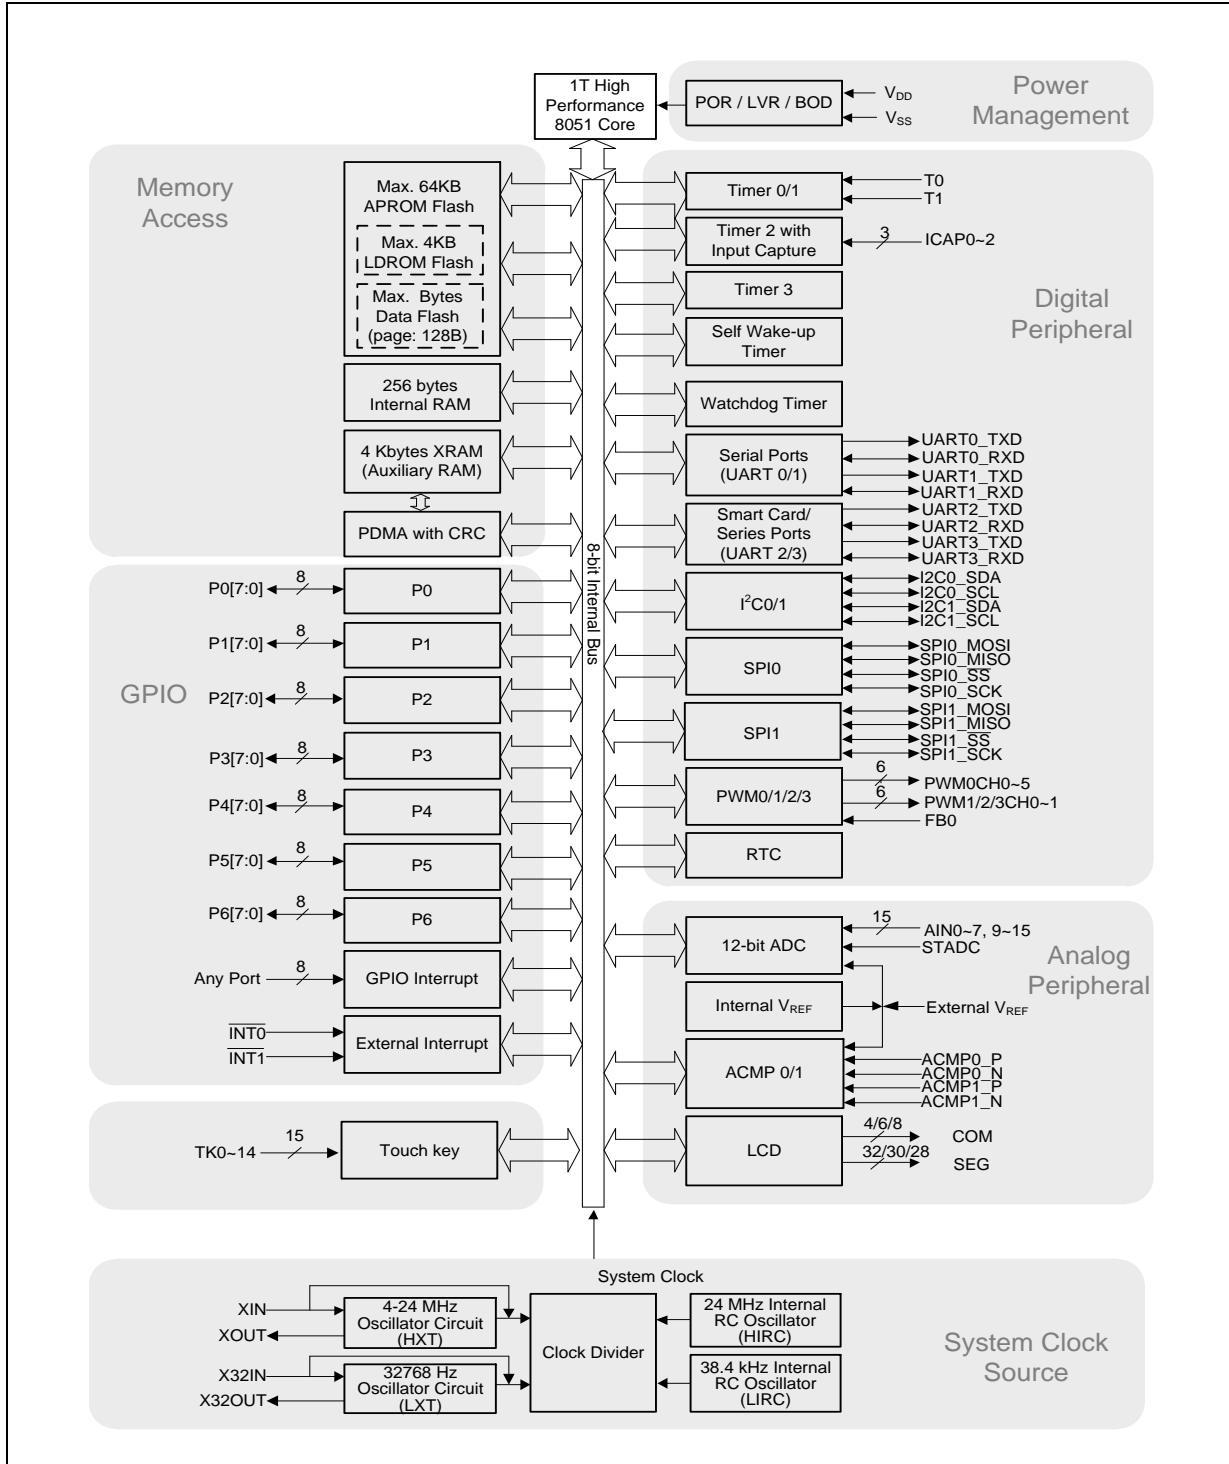 1T High
Performance
8051 Core
POR / LVR / BOD
VDD
VSS
Power
Management
Memory
Access
Max. 64KB
APROM Flash
Max. 4KB
LDROM Flash
Max. Bytes
Data Flash
(page: 128B)
256 bytes
Internal RAM
4 Kbytes XRAM
(Auxiliary RAM)
PDMA with CRC
8-bit Internal Bus
GPIO
P0[7:0]
8
P0
P1[7:0]
8
P1
P2[7:0]
8
P2
P3[7:0]
8
P3
P4[7:0]
8
P4
P5[7:0]
8
P5
P6[7:0]
8
P6
Any Port
8
GPIO Interrupt
INT0
INT1
External Interrupt
TK0~14
15
Touch key
Digital
Peripheral
Timer 0/1
T0
T1
Timer 2 with
Input Capture
3
ICAP0~2
Timer 3
Self Wake-up
Timer
Watchdog Timer
Serial Ports
(UART 0/1)
UART0_TXD
UART0_RXD
UART1_TXD
UART1_RXD
Smart Card/
Series Ports
(UART 2/3)
UART2_TXD
UART2_RXD
UART3_TXD
UART3_RXD
I²C0/1
I2C0_SDA
I2C0_SCL
I2C1_SDA
I2C1_SCL
SPI0
SPI0_MOSI
SPI0_MISO
SPI0_SS
SPI0_SCK
SPI1
SPI1_MOSI
SPI1_MISO
SPI1_SS
SPI1_SCK
PWM0/1/2/3
6
PWM0CH0~5
6
PWM1/2/3CH0~1
FB0
RTC
Analog
Peripheral
12-bit ADC
15
AIN0~7, 9~15
STADC
Internal VREF
External VREF
ACMP 0/1
ACMP0_P
ACMP0_N
ACMP1_P
ACMP1_N
LCD
4/6/8
COM
32/30/28
SEG
System Clock
XIN
XOUT
4-24 MHz
Oscillator Circuit
(HXT)
X32IN
X32OUT
32768 Hz
Oscillator Circuit
(LXT)
Clock Divider
24 MHz Internal
RC Oscillator
(HIRC)
38.4 kHz Internal
RC Oscillator
(LIRC)
System Clock
Source